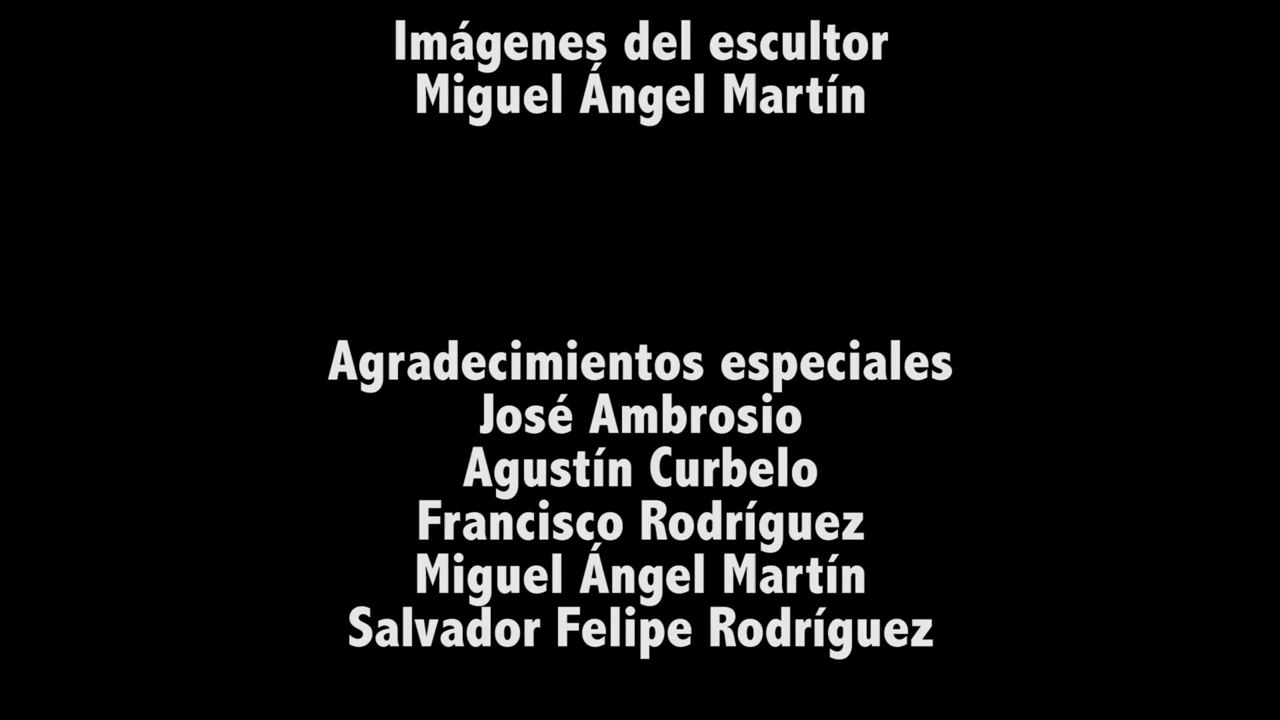 Imágenes del escultor
Miguel Ángel Martín
Agradecimientos especiales
José Ambrosio
Agustín Curbelo
Francisco Rodríguez
Miguel Ángel Martín
Salvador Felipe Rodríguez